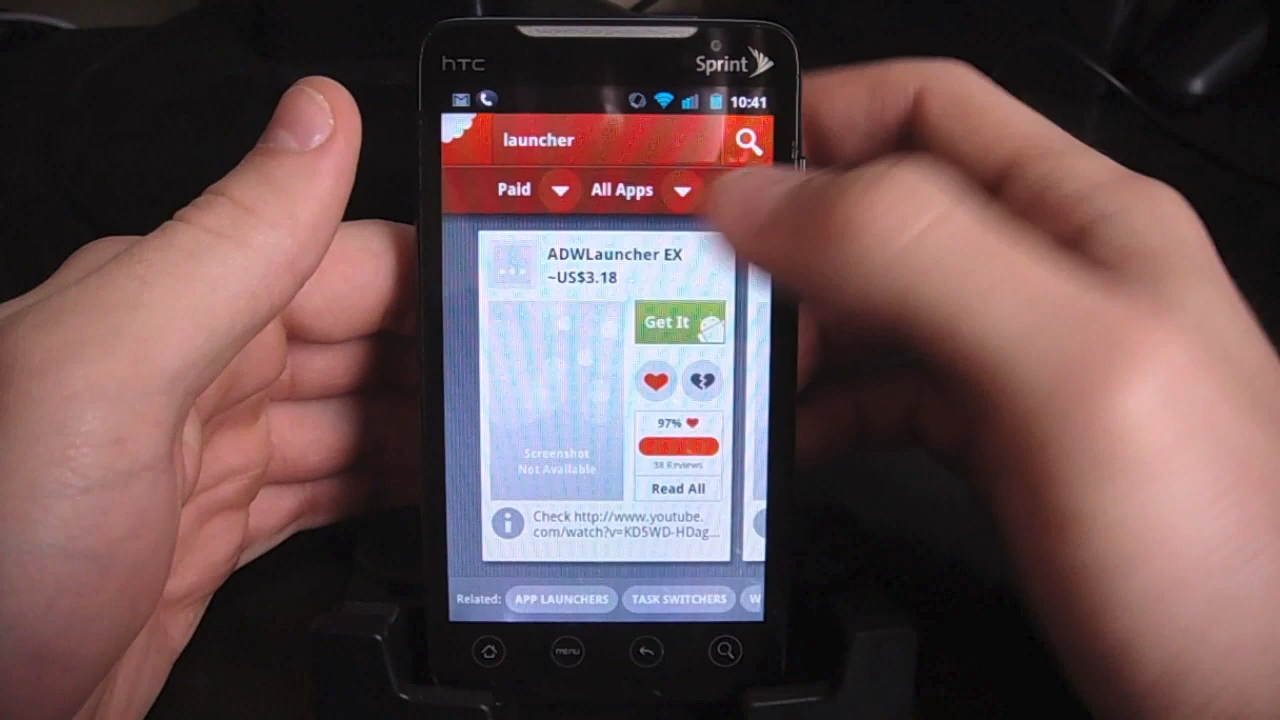 hTC
Sprint
10:41
launcher
Paid
All Apps
ADWLauncher EX
~US$3.18
Get It
97%
38 Reviews
Read All
Screenshot
Not Available
Check http://www.youtube.
com/watch?v=KD5WD-HDag...
Related:
APP LAUNCHERS
TASK SWITCHERS
W
menu